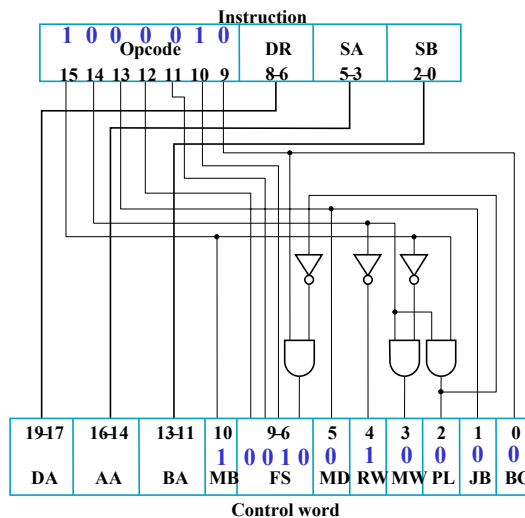 Instruction
1 0 0 0 0 1 0
Opcode DR SA SB
15 14 13 12 11 10 9 8-6 5-3 2-0
19-17 16-14 13-11 10 9-6 5 4 3 2 1 0
1 0 0 1 0 0 1 0 0 0 0
DA AA BA MB FS MD RW MW PL JB BC
Control word